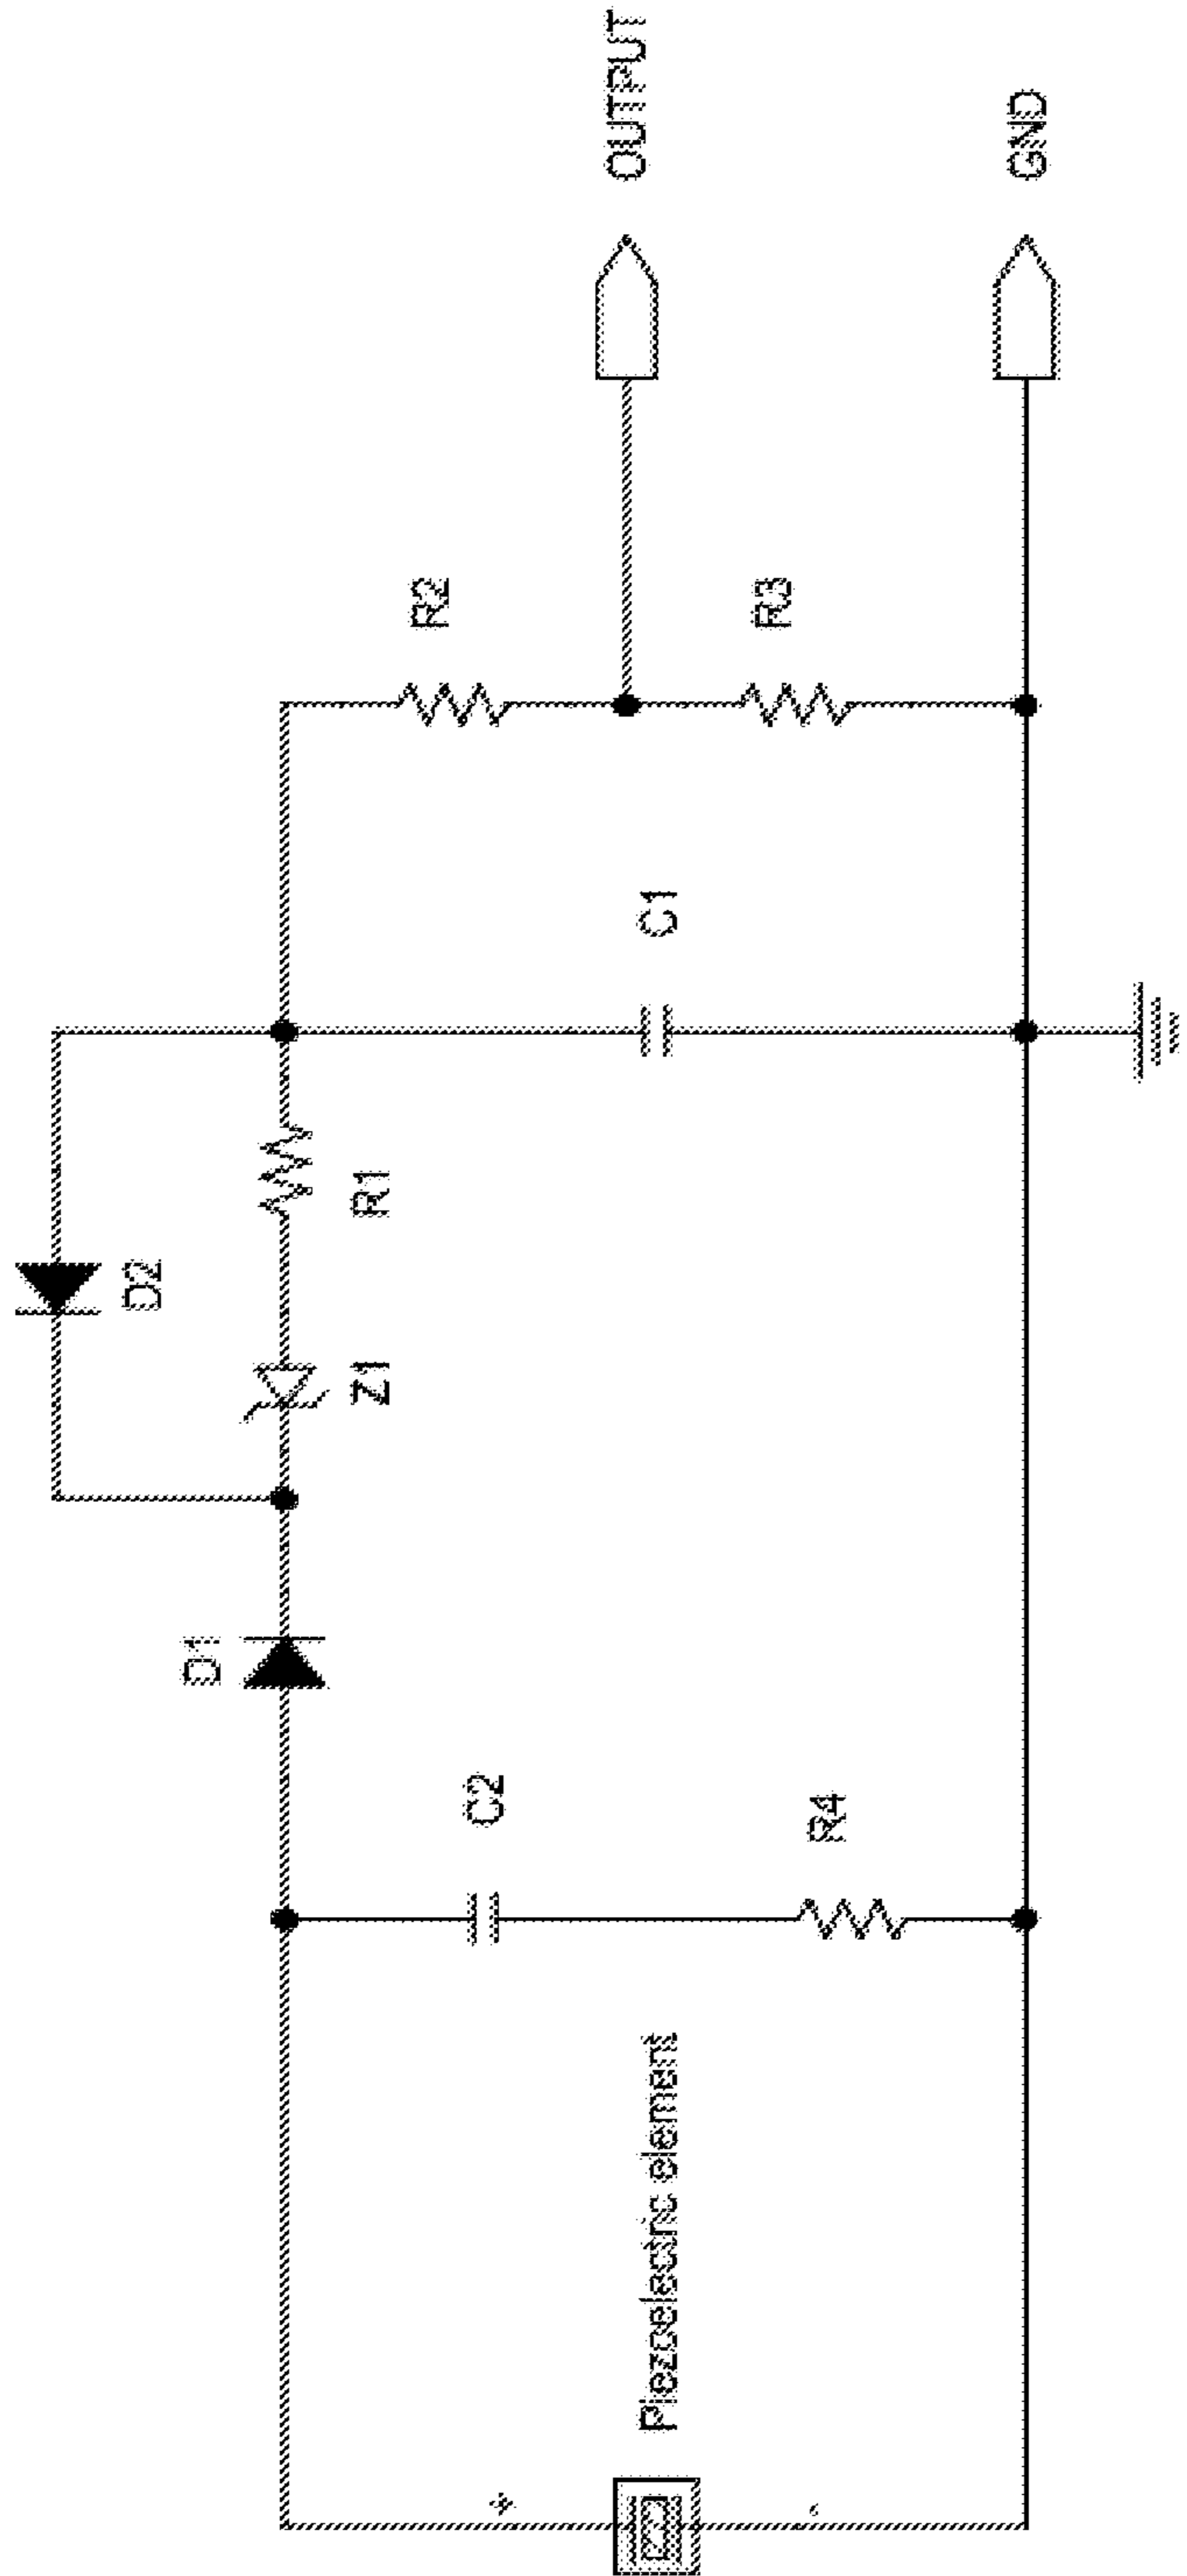 D2
D1
Z1
R1
R2
OUTPUT
C2
C1
+
Piezoelectric element
R4
R3
-
GND